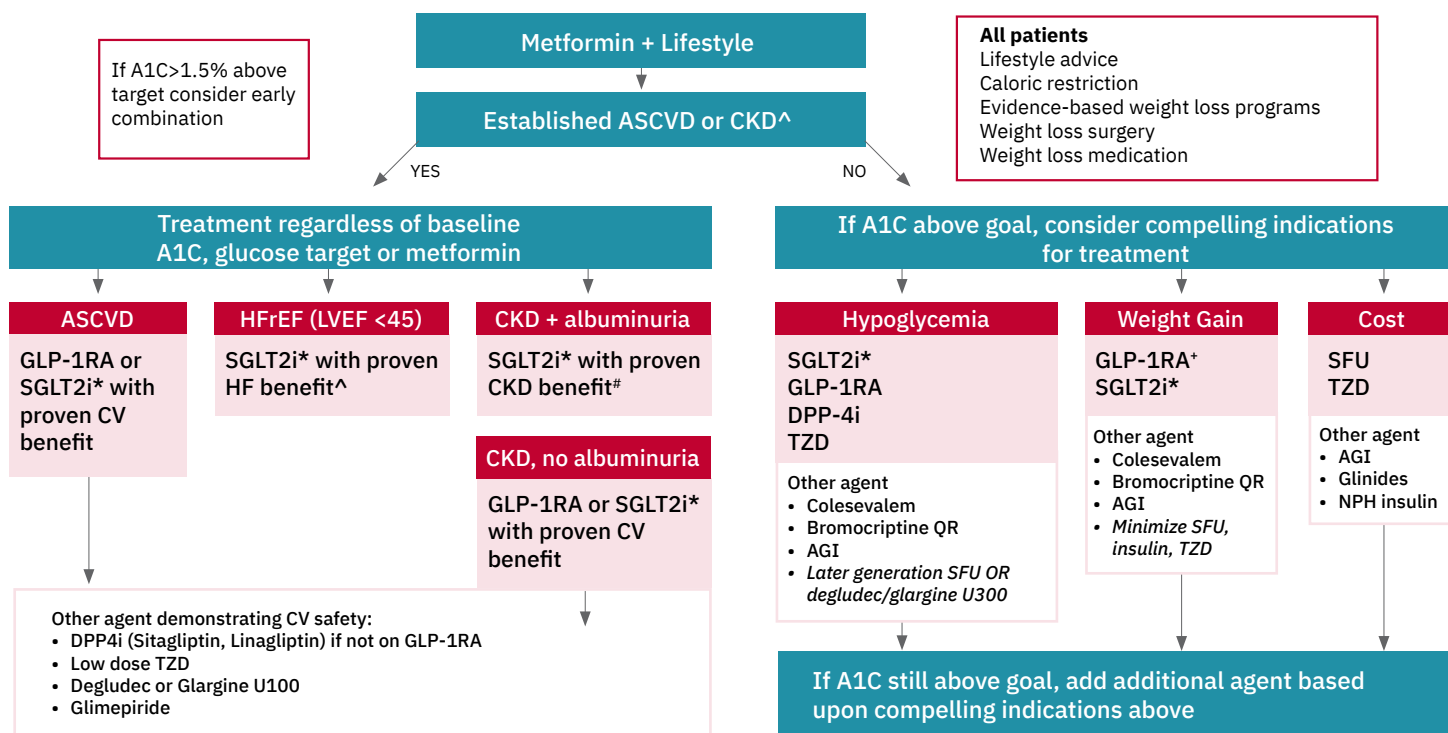 If A1C>1.5% above
target consider early
combination
Metformin + Lifestyle
Established ASCVD or CKD^
All patients
Lifestyle advice
Caloric restriction
Evidence-based weight loss programs
Weight loss surgery
Weight loss medication
YES
NO
Treatment regardless of baseline
A1C, glucose target or metformin
ASCVD
GLP-1RA or
SGLT2i* with
proven CV
benefit
HFrEF (LVEF <45)
SGLT2i* with proven
HF benefit^
CKD + albuminuria
SGLT2i* with proven
CKD benefit#
CKD, no albuminuria
GLP-1RA or SGLT2i*
with proven CV
benefit
Other agent demonstrating CV safety:
• DPP4i (Sitagliptin, Linagliptin) if not on GLP-1RA
• Low dose TZD
• Degludec or Glargine U100
• Glimepiride
If A1C above goal, consider compelling indications
for treatment
Hypoglycemia
SGLT2i*
GLP-1RA
DPP-4i
TZD
Other agent
• Colesevalem
• Bromocriptine QR
• AGI
• Later generation SFU OR
degludec/glargine U300
Weight Gain
GLP-1RA+
SGLT2i*
Other agent
• Colesevalem
• Bromocriptine QR
• AGI
• Minimize SFU,
insulin, TZD
Cost
SFU
TZD
Other agent
• AGI
• Glinides
• NPH insulin
If A1C still above goal, add additional agent based
upon compelling indications above